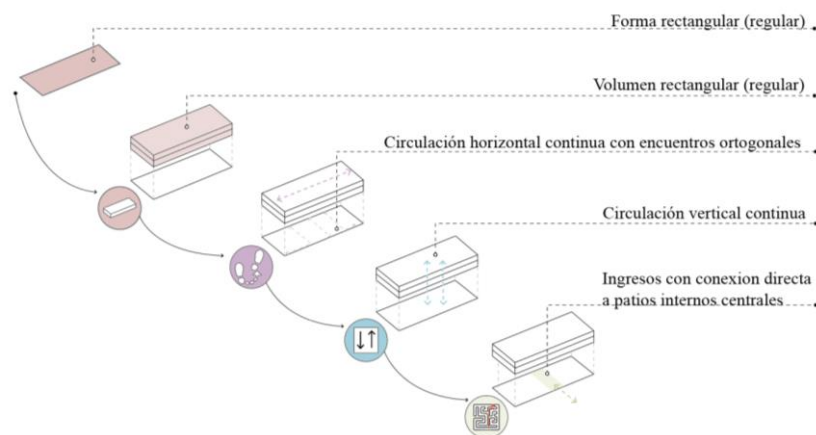 Forma rectangular (regular)
Volumen rectangular (regular)
Circulación horizontal continua con encuentros ortogonales
Circulación vertical continua
Ingresos con conexion directa
a patios internos centrales